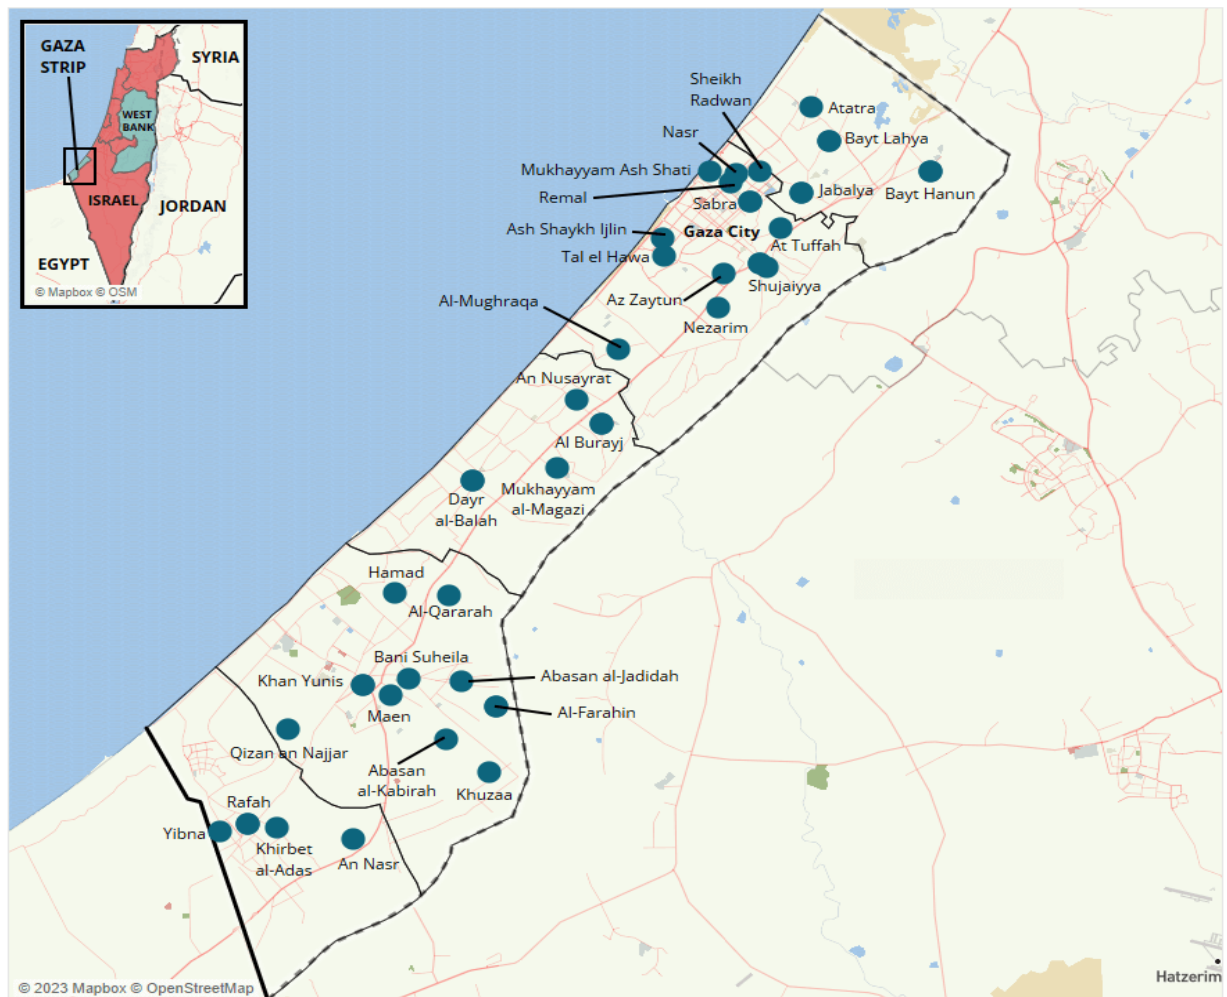 GAZA
STRIP
SYRIA
WEST
BANK
ISRAEL
JORDAN
EGYPT
© Mapbox © OSM
Sheikh
Radwan
Atatra
Nasr
Bayt Lahya
Mukhayyam Ash Shati
Jabalya
Bayt Hanun
Remal
Sabra
Ash Shaykh Ijlin
Gaza City
At Tuffah
Tal el Hawa
Shujaiyya
Al-Mughraqa
Az Zaytun
Nezarim
An Nusayrat
Al Burayj
Mukhayyam
al-Magazi
Dayr
al-Balah
Hamad
Al-Qararah
Bani Suheila
Khan Yunis
Abasan al-Jadidah
Maen
Al-Farahin
Qizan an Najjar
Abasan
al-Kabirah
Khuzaa
Rafah
Yibna
Khirbet
al-Adas
An Nasr
Hatzerim
© 2023 Mapbox © OpenStreetMap